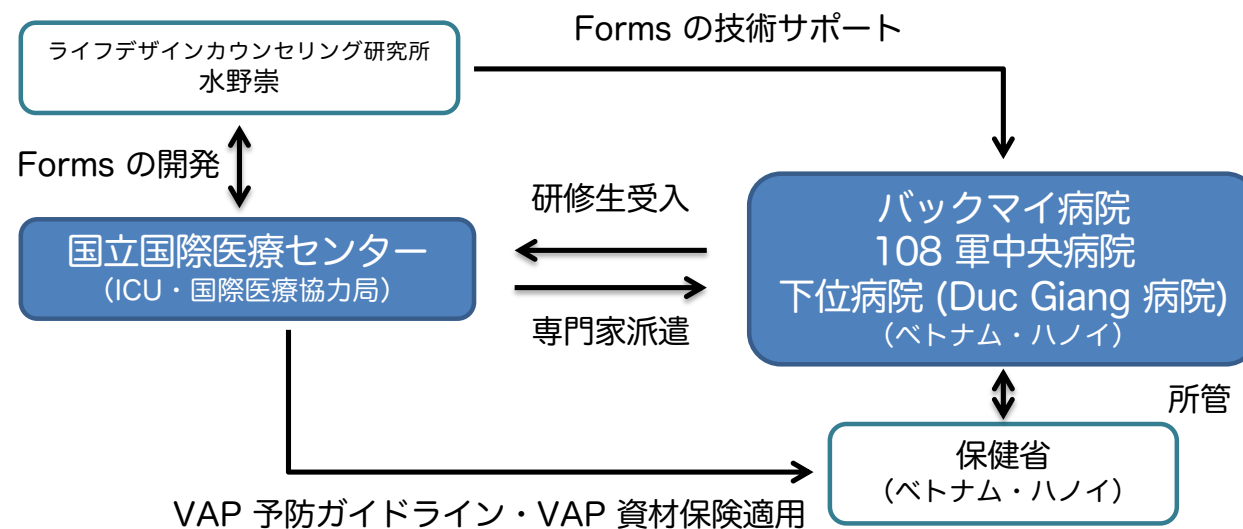 Forms の技術サポート
ライフデザインカウンセリング研究所
水野崇
Forms の開発
研修生受入
国立国際医療センター
（ICU・国際医療協力局）
専門家派遣
バックマイ病院
108 軍中央病院
下位病院 (Duc Giang 病院)
（ベトナム・ハノイ）
所管
保健省
（ベトナム・ハノイ）
VAP 予防ガイドライン・VAP 資材保険適用